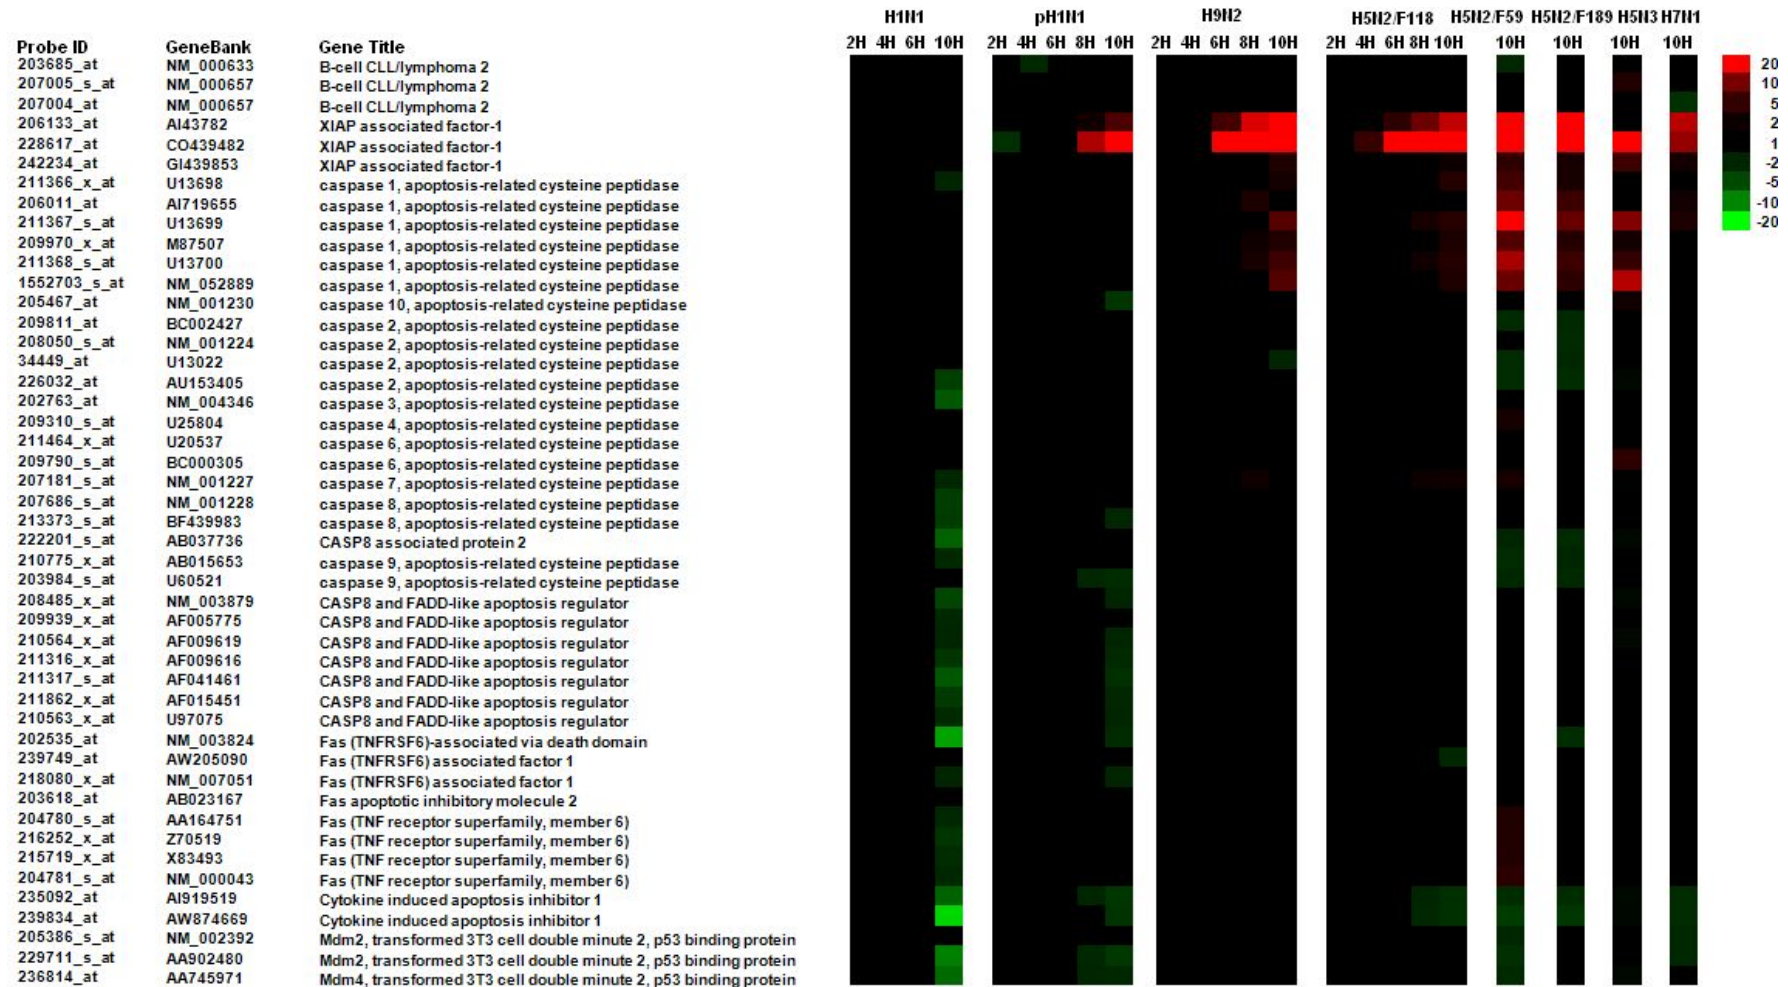 H1N1 pH1N1 H9N2 H5N2/F118 H5N2/F59 H5N2/F189 H5N3 H7N1
Probe ID GeneBank Gene Title 2H 4H 6H 10H 2H 4H 6H 8H 10H 2H 4H 6H 8H 10H 2H 4H 6H 8H 10H 10H 10H 10H 10H
203685_at NM_000633 B-cell CLL/lymphoma 2
207005_s_at NM_000657 B-cell CLL/lymphoma 2
207004_at NM_000657 B-cell CLL/lymphoma 2
206133_at AI43782 XIAP associated factor-1
228617_at CO439482 XIAP associated factor-1
242234_at GI439853 XIAP associated factor-1
211366_x_at U13698 caspase 1, apoptosis-related cysteine peptidase
206011_at AI719655 caspase 1, apoptosis-related cysteine peptidase
211367_s_at U13699 caspase 1, apoptosis-related cysteine peptidase
209970_x_at M87507 caspase 1, apoptosis-related cysteine peptidase
211368_s_at U13700 caspase 1, apoptosis-related cysteine peptidase
1552703_s_at NM_052889 caspase 1, apoptosis-related cysteine peptidase
205467_at NM_001230 caspase 10, apoptosis-related cysteine peptidase
209811_at BC002427 caspase 2, apoptosis-related cysteine peptidase
208050_s_at NM_001224 caspase 2, apoptosis-related cysteine peptidase
34449_at U13022 caspase 2, apoptosis-related cysteine peptidase
226032_at AU153405 caspase 2, apoptosis-related cysteine peptidase
202763_at NM_004346 caspase 3, apoptosis-related cysteine peptidase
209310_s_at U25804 caspase 4, apoptosis-related cysteine peptidase
211464_x_at U20537 caspase 6, apoptosis-related cysteine peptidase
209790_s_at BC000305 caspase 6, apoptosis-related cysteine peptidase
207181_s_at NM_001227 caspase 7, apoptosis-related cysteine peptidase
207686_s_at NM_001228 caspase 8, apoptosis-related cysteine peptidase
213373_s_at BF439983 caspase 8, apoptosis-related cysteine peptidase
222201_s_at AB037736 CASP8 associated protein 2
210775_x_at AB015653 caspase 9, apoptosis-related cysteine peptidase
203984_s_at U60521 caspase 9, apoptosis-related cysteine peptidase
208485_x_at NM_003879 CASP8 and FADD-like apoptosis regulator
209939_x_at AF005775 CASP8 and FADD-like apoptosis regulator
210564_x_at AF009619 CASP8 and FADD-like apoptosis regulator
211316_x_at AF009616 CASP8 and FADD-like apoptosis regulator
211317_s_at AF041461 CASP8 and FADD-like apoptosis regulator
211862_x_at AF015451 CASP8 and FADD-like apoptosis regulator
210563_x_at U97075 CASP8 and FADD-like apoptosis regulator
202535_at NM_003824 Fas (TNFRSF6)-associated via death domain
239749_at AW205090 Fas (TNFRSF6) associated factor 1
218080_x_at NM_007051 Fas (TNFRSF6) associated factor 1
203618_at AB023167 Fas apoptotic inhibitory molecule 2
204780_s_at AA164751 Fas (TNF receptor superfamily, member 6)
216252_x_at Z70519 Fas (TNF receptor superfamily, member 6)
215719_x_at X83493 Fas (TNF receptor superfamily, member 6)
204781_s_at NM_000043 Fas (TNF receptor superfamily, member 6)
235092_at AI919519 Cytokine induced apoptosis inhibitor 1
239834_at AW874669 Cytokine induced apoptosis inhibitor 1
205386_s_at NM_002392 Mdm2, transformed 3T3 cell double minute 2, p53 binding protein
229711_s_at AA902480 Mdm2, transformed 3T3 cell double minute 2, p53 binding protein
236814_at AA745971 Mdm4, transformed 3T3 cell double minute 2, p53 binding protein
20
10
5
2
1
-2
-5
-10
-20